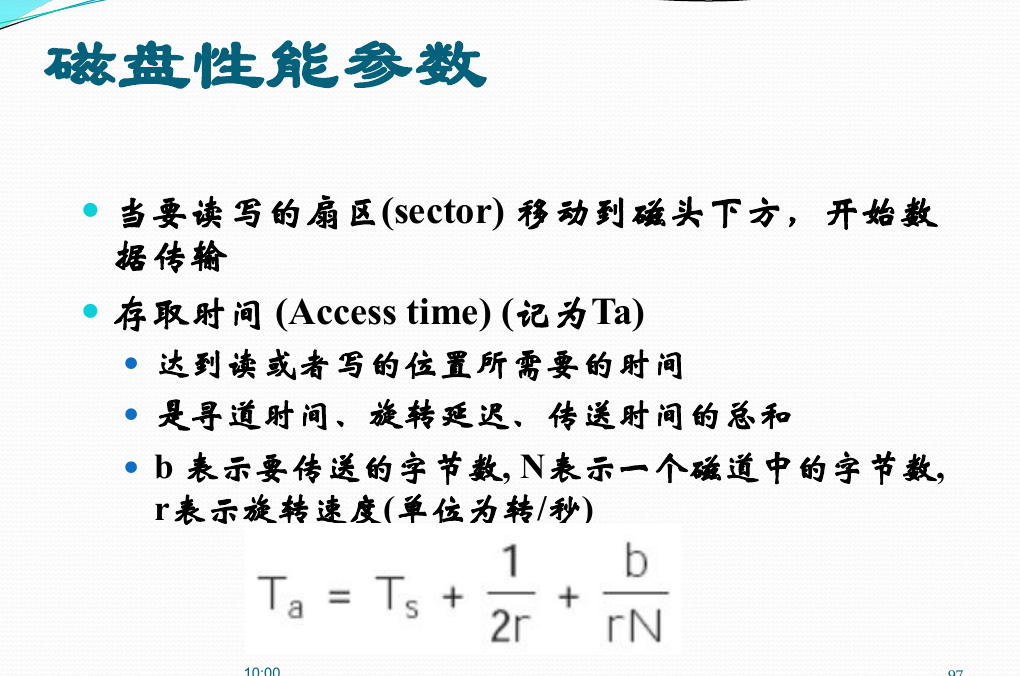 磁盘性能参数
当要读写的扇区(sector) 移动到磁头下方，开始数
据传输
存取时间 (Access time) (记为Ta)
达到读或者写的位置所需要的时间
是寻道时间、旋转延迟、传送时间的总和
b 表示要传送的字节数, N表示一个磁道中的字节数,
r表示旋转速度(单位为转/秒)
Ta = Ts + 1/2r + b/rN
10:00
97